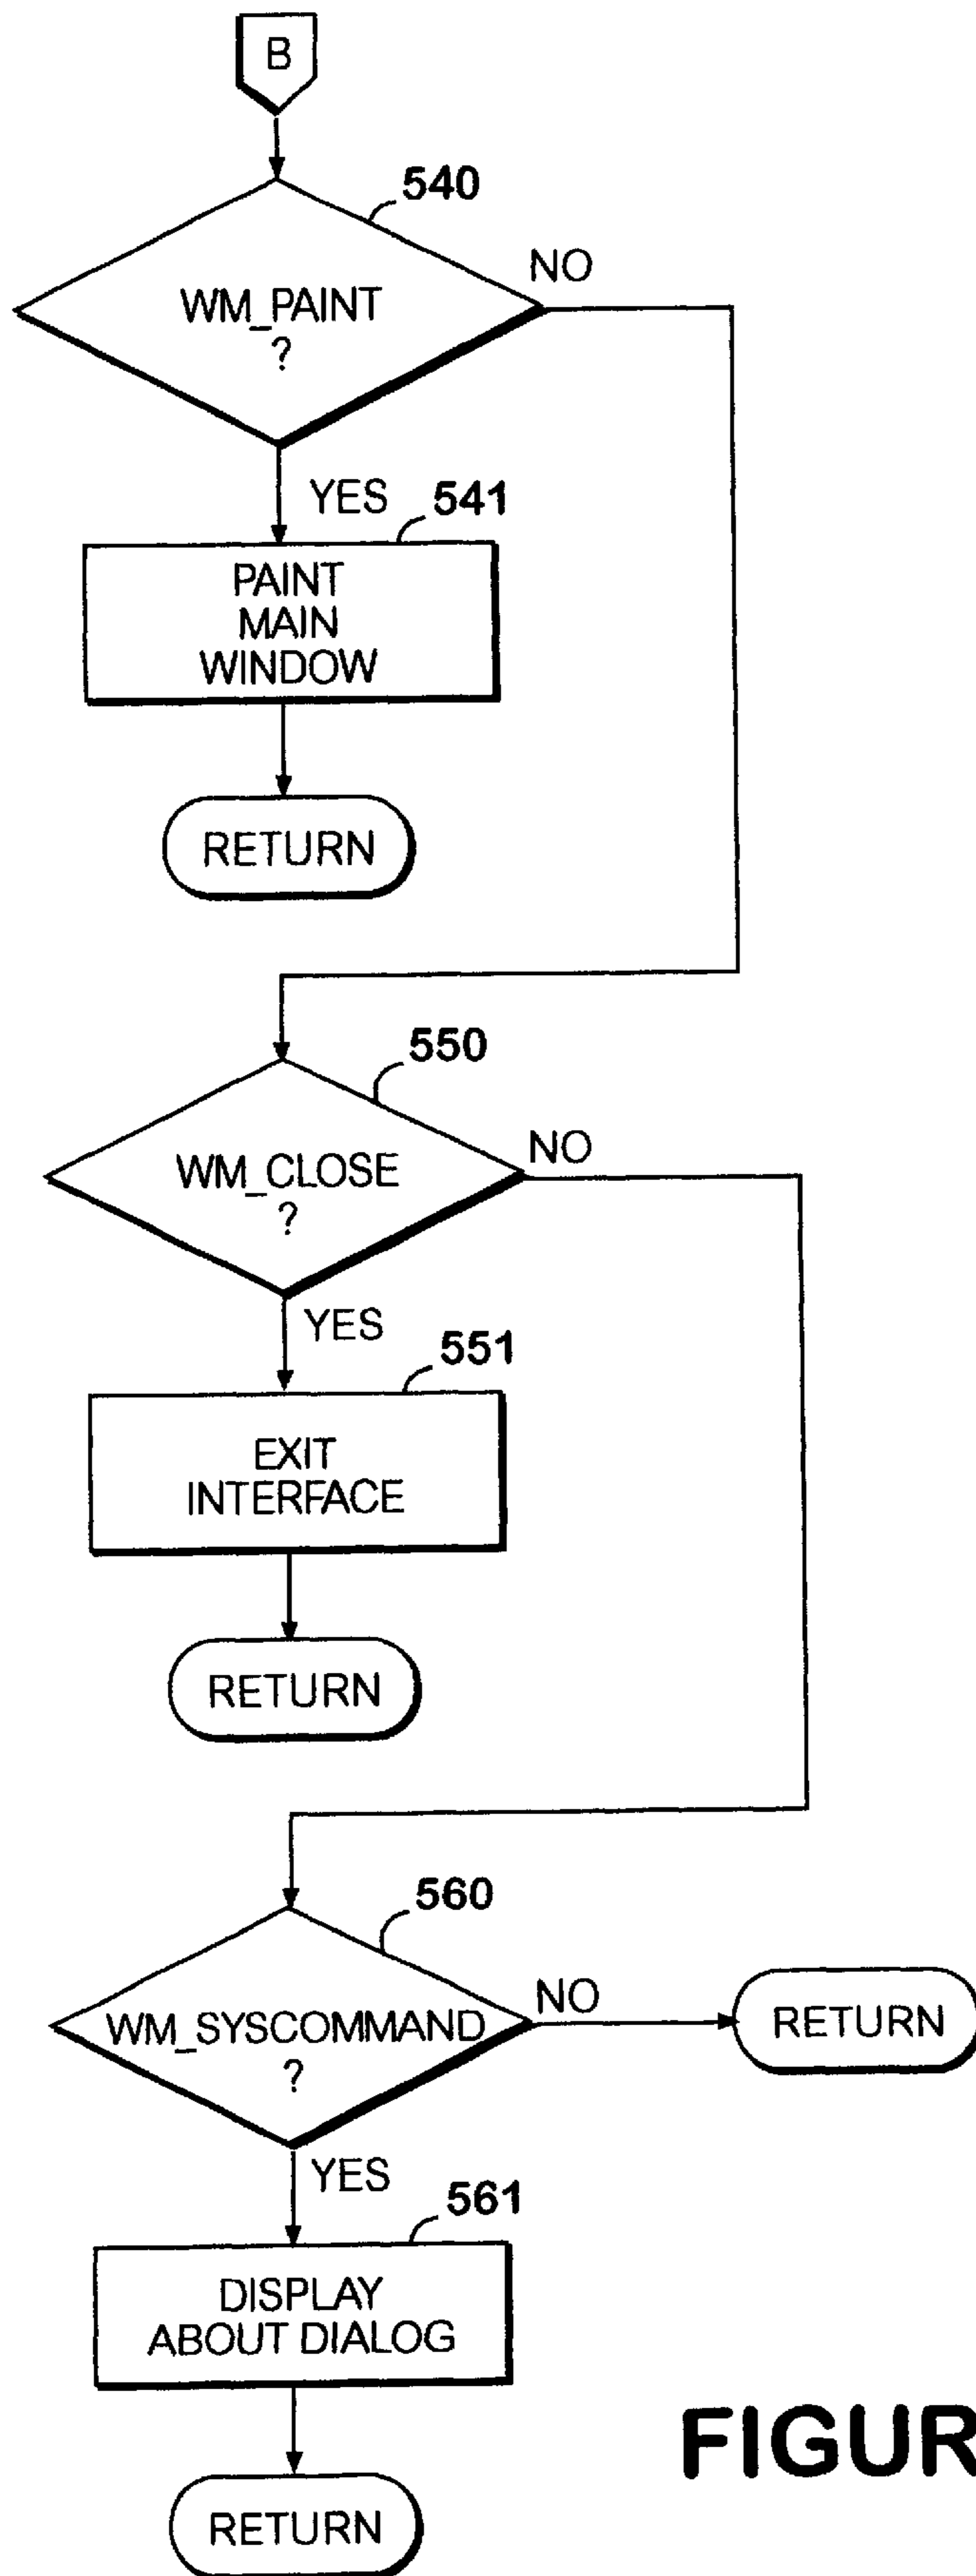 B
540
WM_PAINT
?
NO
YES
541
PAINT
MAIN
WINDOW
RETURN
550
WM_CLOSE
?
NO
YES
551
EXIT
INTERFACE
RETURN
560
WM_SYSCOMMAND
?
NO
RETURN
YES
561
DISPLAY
ABOUT DIALOG
RETURN
FIGUR